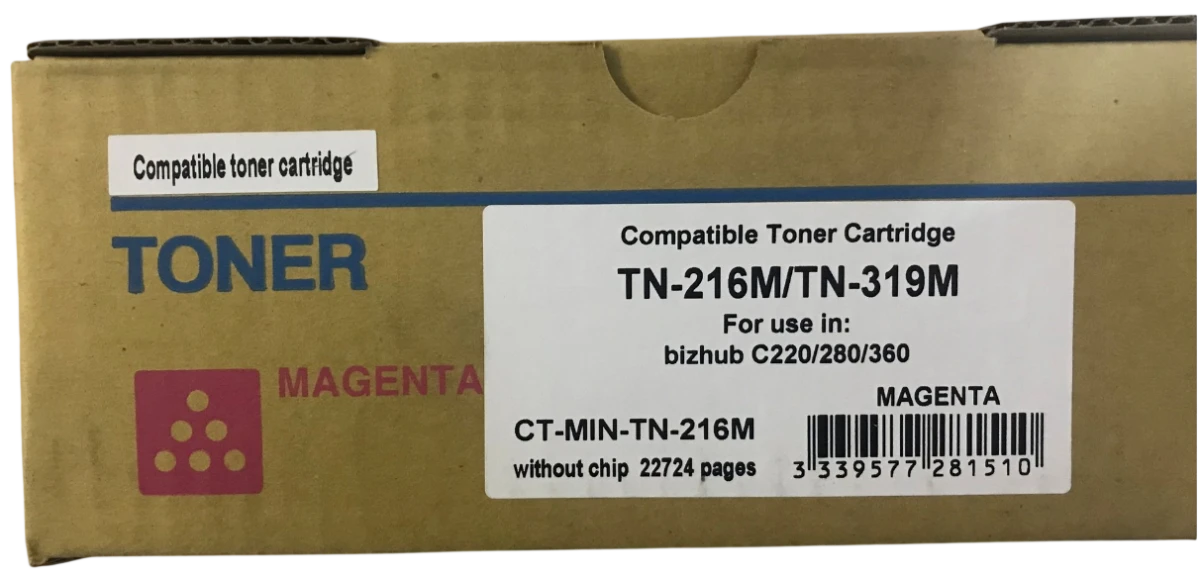 Compatible toner cartridge
TONER
MAGENTA
Compatible Toner Cartridge
TN-216M/TN-319M
For use in:
bizhub C220/280/360
MAGENTA
CT-MIN-TN-216M
without chip 22724 pages
3 339577 281510